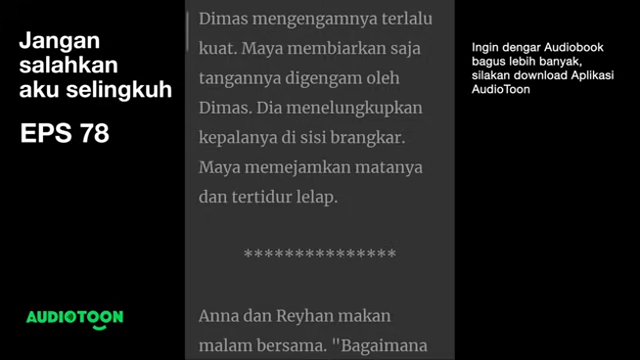 Jangan
salahkan
aku selingkuh
EPS 78
AUDIOTOON
Dimas mengengamnya terlalu
kuat. Maya membiarkan saja
tangannya digengam oleh
Dimas. Dia menelungkupkan
kepalanya di sisi brangkar.
Maya memejamkan matanya
dan tertidur lelap.
***************
Anna dan Reyhan makan
malam bersama. "Bagaimana
Ingin dengar Audiobook
bagus lebih banyak,
silakan download Aplikasi
AudioToon